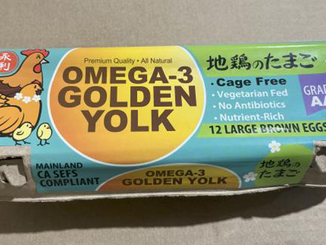 永利
Premium Quality • All Natural
OMEGA-3
GOLDEN
YOLK
地鶏のたまご
• Cage Free
• Vegetarian Fed
• No Antibiotics
• Nutrient-Rich
12 LARGE BROWN EGGS
MAINLAND
CA SEFS
COMPLIANT
OMEGA-3
GOLDEN YOLK
地鶏の
たまご